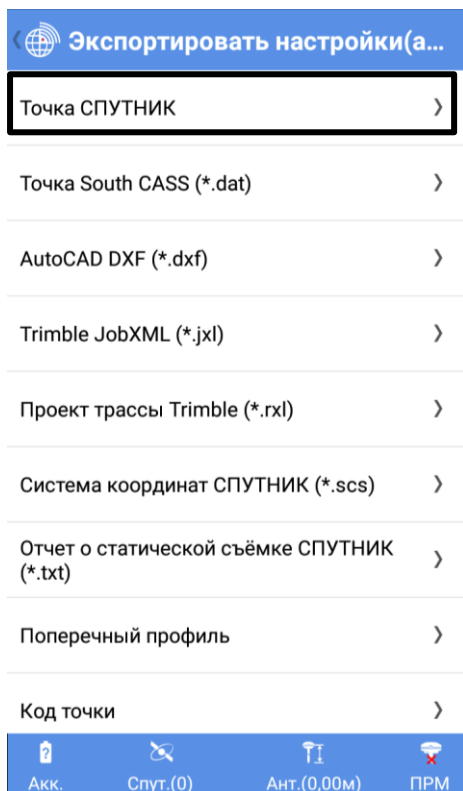 Экспортировать настройки(а...
Точка СПУТНИК
Точка South CASS (*.dat)
AutoCAD DXF (*.dxf)
Trimble JobXML (*.jxl)
Проект трассы Trimble (*.rxl)
Система координат СПУТНИК (*.scs)
Отчет о статической съёмке СПУТНИК
(*.txt)
Поперечный профиль
Код точки
Акк. Спут.(0) Ант.(0,00м) ПРМ